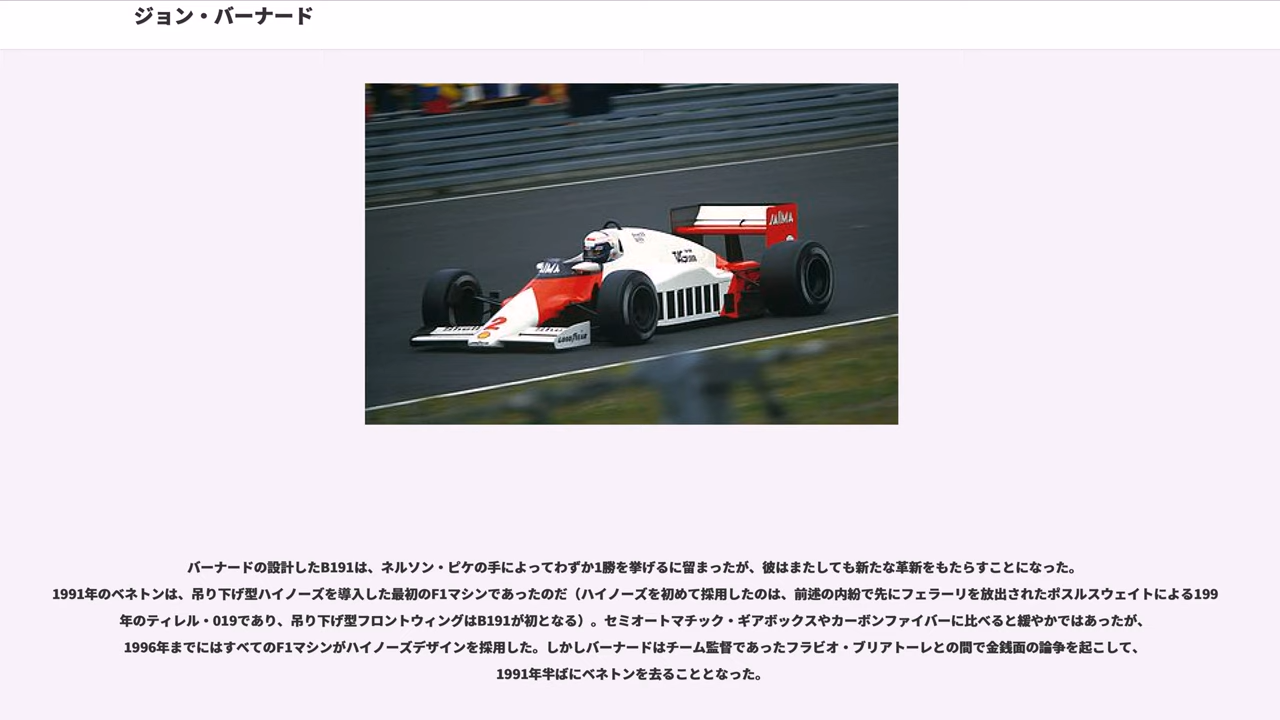 ジョン・バーナード
JAIMA
TAG
2
GOODYEAR
バーナードの設計したB191は、ネルソン・ピケの手によってわずか1勝を挙げるに留まったが、彼はまたしても新たな革新をもたらすことになった。
1991年のベネトンは、吊り下げ型ハイノーズを導入した最初のF1マシンであったのだ（ハイノーズを初めて採用したのは、前述の内紛で先にフェラーリを放出されたポスルスウェイトによる199
年のティレル・019であり、吊り下げ型フロントウィングはB191が初となる）。セミオートマチック・ギアボックスやカーボンファイバーに比べると緩やかではあったが、
1996年までにはすべてのF1マシンがハイノーズデザインを採用した。しかしバーナードはチーム監督であったフラビオ・ブリアトーレとの間で金銭面の論争を起こして、
1991年半ばにベネトンを去ることとなった。